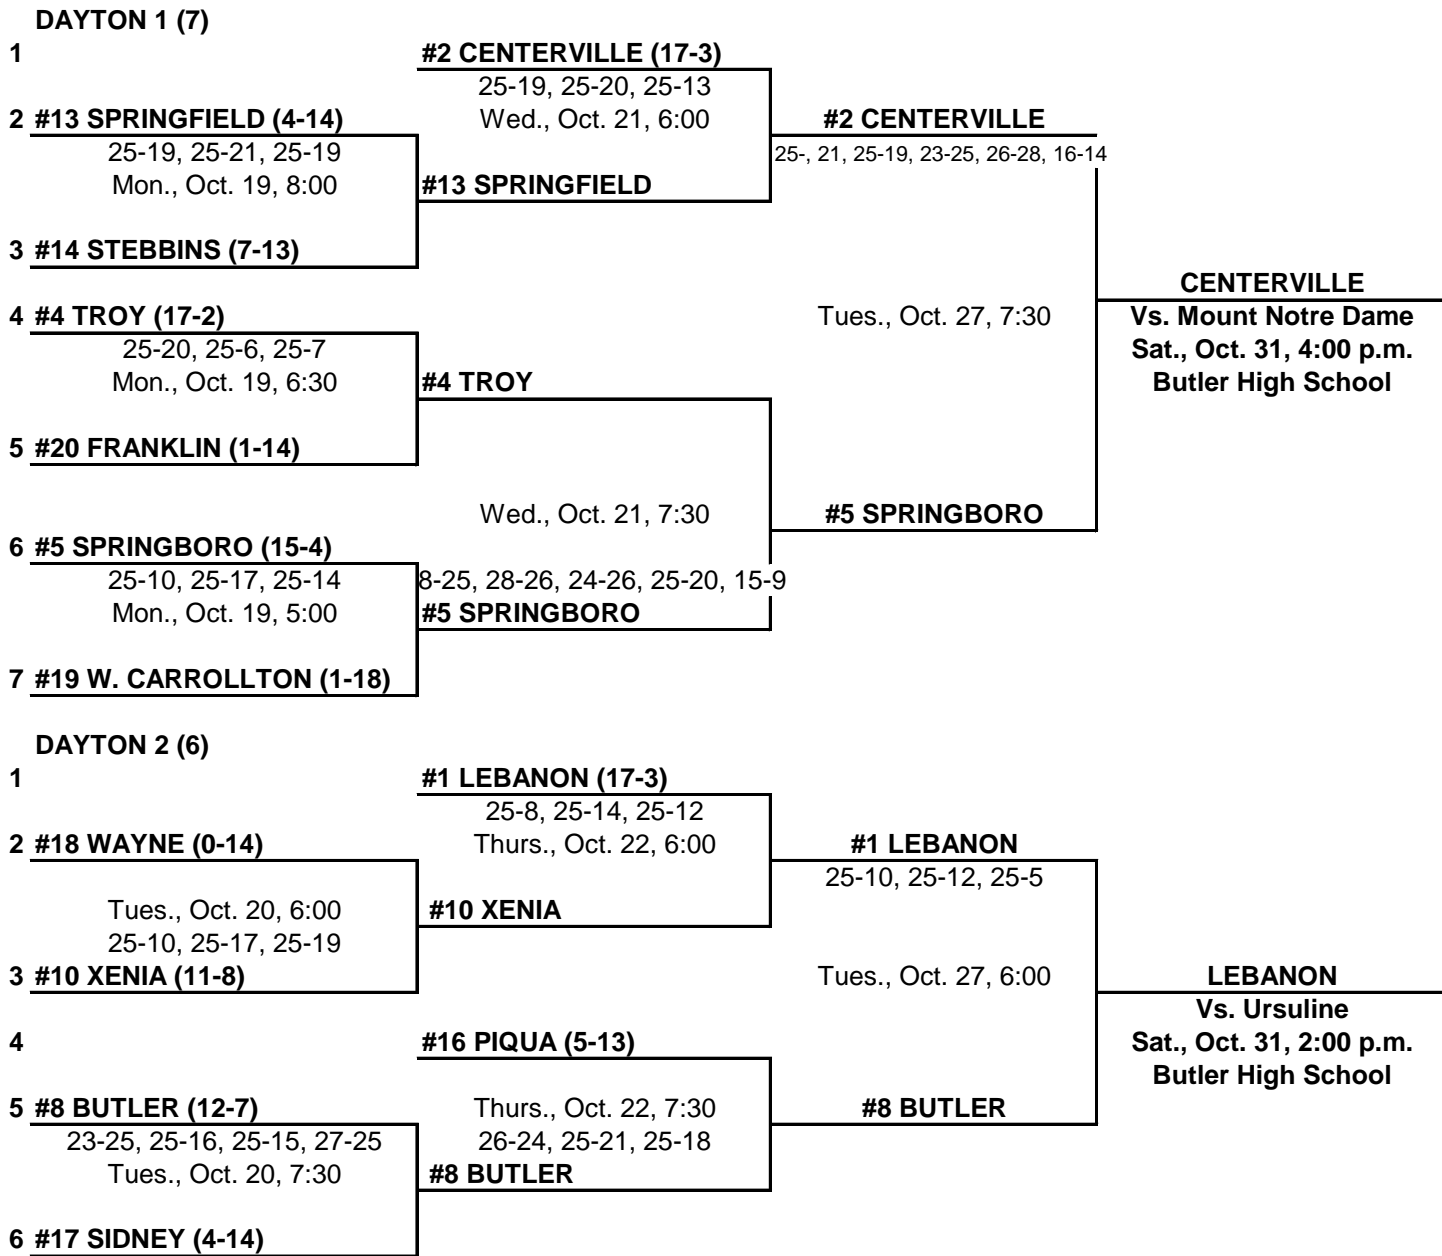 DAYTON 1 (7)
1 #2 CENTERVILLE (17-3)
25-19, 25-20, 25-13
2 #13 SPRINGFIELD (4-14) Wed., Oct. 21, 6:00 #2 CENTERVILLE
25-19, 25-21, 25-19 25-, 21, 25-19, 23-25, 26-28, 16-14
Mon., Oct. 19, 8:00 #13 SPRINGFIELD
3 #14 STEBBINS (7-13)
CENTERVILLE
4 #4 TROY (17-2) Tues., Oct. 27, 7:30 Vs. Mount Notre Dame
25-20, 25-6, 25-7 Sat., Oct. 31, 4:00 p.m.
Mon., Oct. 19, 6:30 #4 TROY Butler High School
5 #20 FRANKLIN (1-14)
Wed., Oct. 21, 7:30 #5 SPRINGBORO
6 #5 SPRINGBORO (15-4)
25-10, 25-17, 25-14 8-25, 28-26, 24-26, 25-20, 15-9
Mon., Oct. 19, 5:00 #5 SPRINGBORO
7 #19 W. CARROLLTON (1-18)
DAYTON 2 (6)
1 #1 LEBANON (17-3)
25-8, 25-14, 25-12
2 #18 WAYNE (0-14) Thurs., Oct. 22, 6:00 #1 LEBANON
25-10, 25-12, 25-5
Tues., Oct. 20, 6:00 #10 XENIA
25-10, 25-17, 25-19
3 #10 XENIA (11-8) Tues., Oct. 27, 6:00 LEBANON
Vs. Ursuline
4 #16 PIQUA (5-13) Sat., Oct. 31, 2:00 p.m.
Butler High School
5 #8 BUTLER (12-7) Thurs., Oct. 22, 7:30 #8 BUTLER
23-25, 25-16, 25-15, 27-25 26-24, 25-21, 25-18
Tues., Oct. 20, 7:30 #8 BUTLER
6 #17 SIDNEY (4-14)